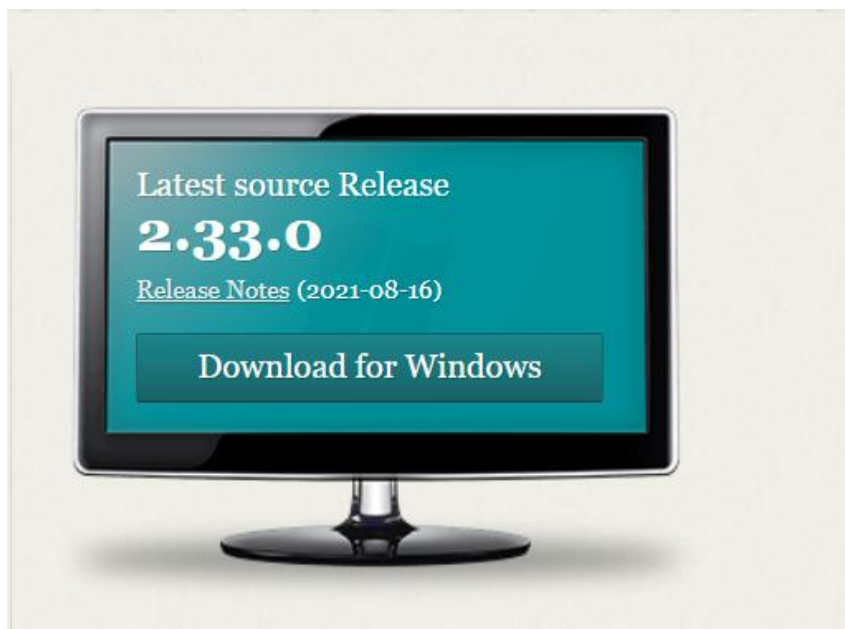 Latest source Release
2.33.0
Release Notes (2021-08-16)
Download for Windows